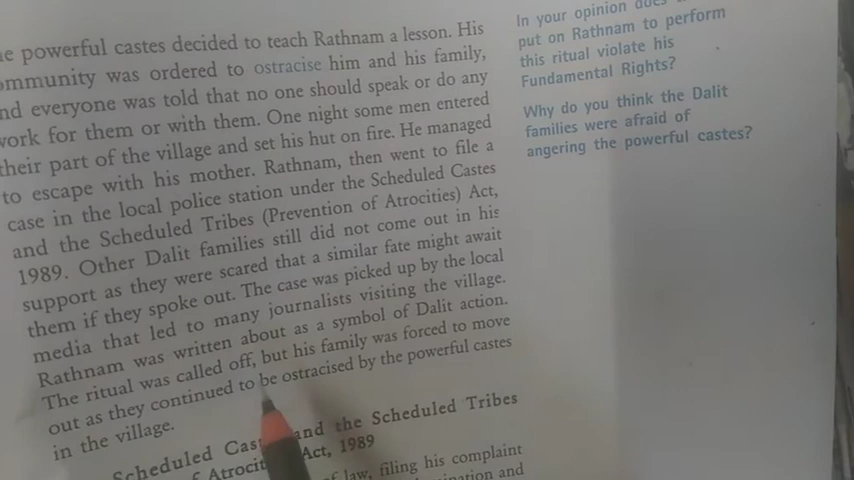 powerful castes decided to teach Rathnam a lesson. His
was ordered to ostracise him and his family,
everyone was told that no one should speak or do any
work for them or with them. One night some men entered
their part of the village and set his hut on fire. He managed
to escape with his mother. Rathnam, then went to file a
case in the local police station under the Scheduled Castes
and the Scheduled Tribes (Prevention of Atrocities) Act,
1989. Other Dalit families still did not come out in his
support as they were scared that a similar fate might await
them if they spoke out. The case was picked up by the local
media that led to many journalists visiting the village.
Rathnam was written about as a symbol of Dalit action.
The ritual was called off, but his family was forced to move
out as they continued to be ostracised by the powerful castes
in the village.
Scheduled and the Scheduled Tribes
Act, 1989
law, filing his complaint
and
In your opinion does
put on Rathnam to perform
this ritual violate his
Fundamental Rights?
Why do you think the Dalit
families were afraid of
angering the powerful castes?